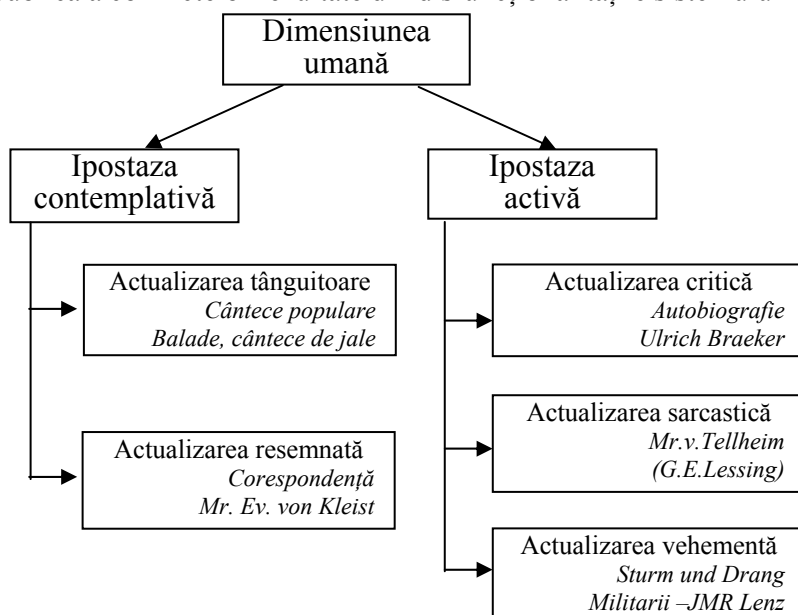 Dimensiunea
umană
Ipostaza
contemplativă
Ipostaza
activă
Actualizarea tânguitoare
Cântece populare
Balade, cântece de jale
Actualizarea resemnată
Corespondență
Mr. Ev. von Kleist
Actualizarea critică
Autobiografie
Ulrich Braeker
Actualizarea sarcastică
Mr.v.Tellheim
(G.E.Lessing)
Actualizarea vehementă
Sturm und Drang
Militarii –JMR Lenz